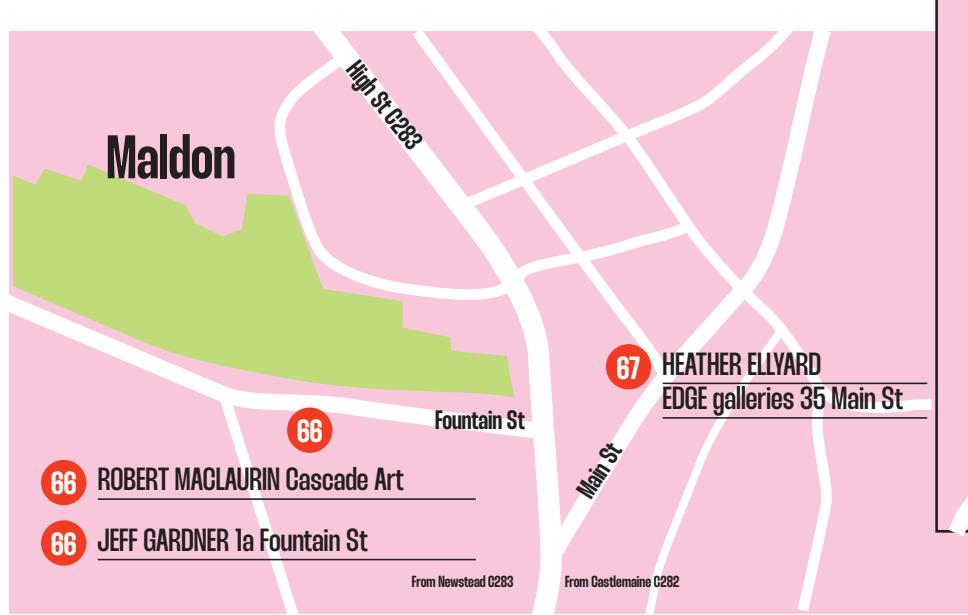 High St C283
Maldon
67 HEATHER ELLYARD
EDGE galleries 35 Main St
66
Fountain St
Main St
66 ROBERT MACLAURIN Cascade Art
66 JEFF GARDNER 1a Fountain St
From Newstead C283
From Castlemaine C282